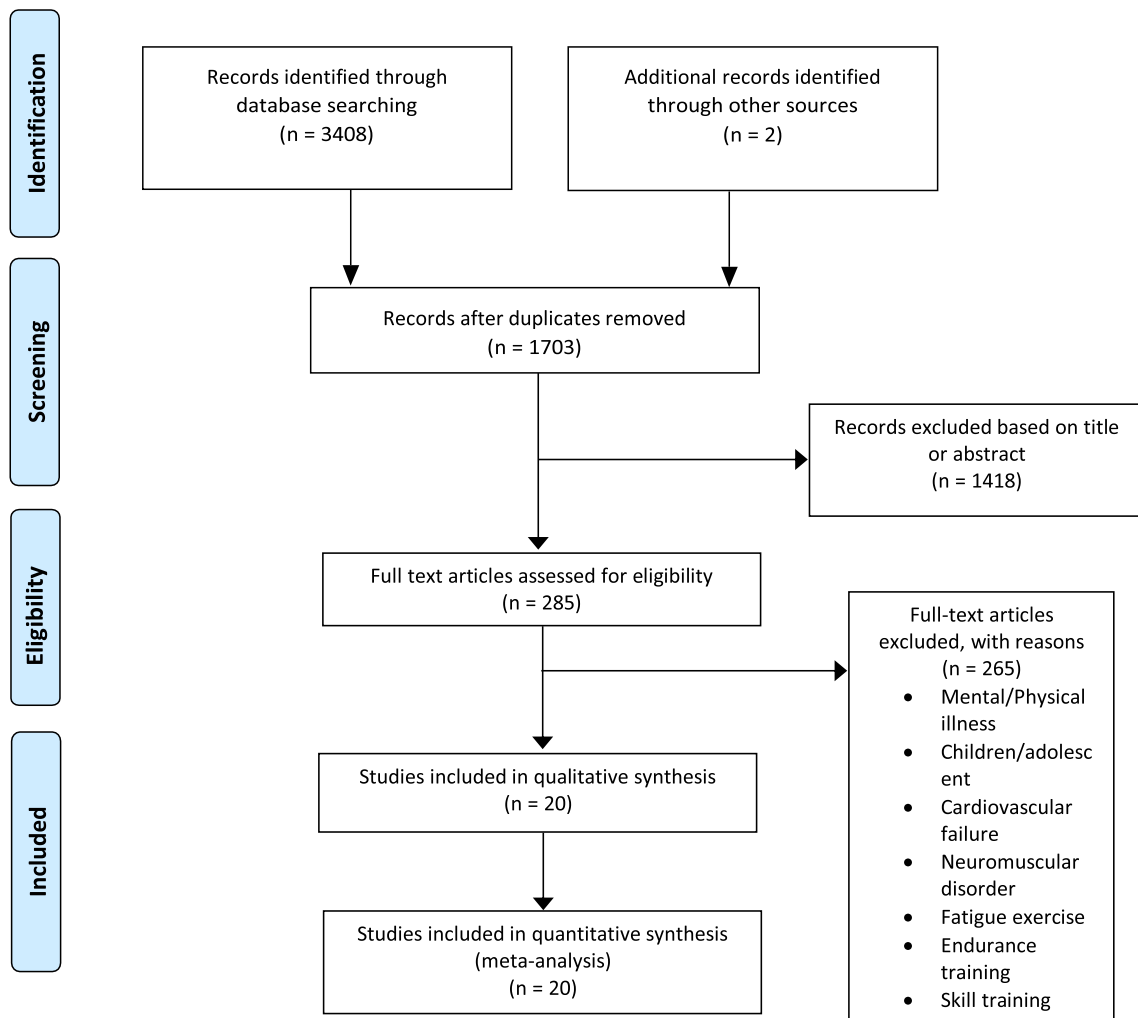 Identification
Records identified through
database searching
(n = 3408)
Additional records identified
through other sources
(n = 2)
Screening
Records after duplicates removed
(n = 1703)
Records excluded based on title
or abstract
(n = 1418)
Eligibility
Full text articles assessed for eligibility
(n = 285)
Full-text articles
excluded, with reasons
(n = 265)
• Mental/Physical
illness
• Children/adolesc
ent
• Cardiovascular
failure
• Neuromuscular
disorder
• Fatigue exercise
• Endurance
training
• Skill training
Included
Studies included in qualitative synthesis
(n = 20)
Studies included in quantitative synthesis
(meta-analysis)
(n = 20)